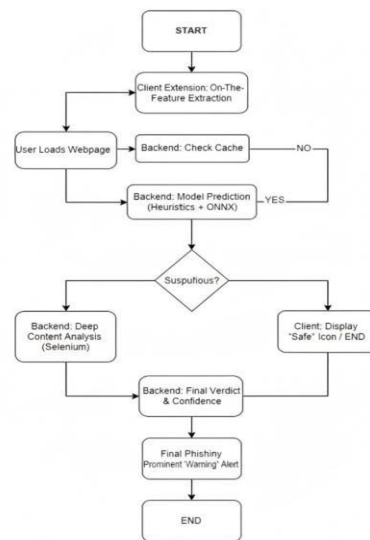 START
Client Extension: On-The-
Feature Extraction
User Loads Webpage
Backend: Check Cache
NO
Backend: Model Prediction
(Heuristics + ONNX)
YES
Suspufious?
Backend: Deep
Content Analysis
(Selenium)
Client: Display
"Safe" Icon / END
Backend: Final Verdict
& Confidence
Final Phishiny
Prominent 'Warning" Alert
END